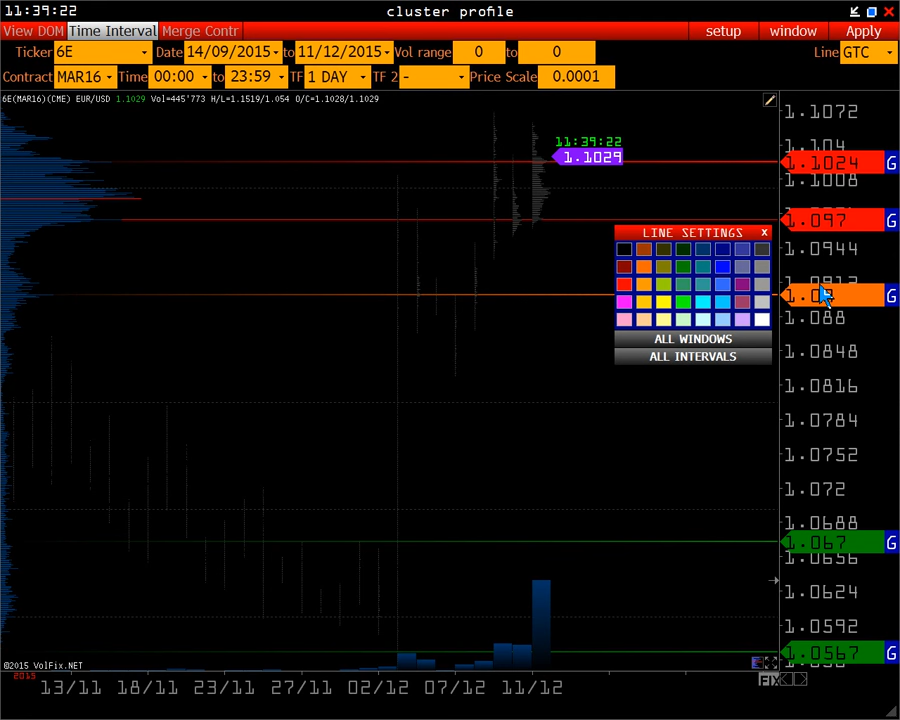 11:39:22 cluster profile
View DOM Time Interval Merge Contr setup window Apply
Ticker 6E Date 14/09/2015 to 11/12/2015 Vol range 0 to 0 Line GTC
Contract MAR16 Time 00:00 to 23:59 TF 1 DAY TF 2 - Price Scale 0.0001
6E(MAR16)(CME) EUR/USD 1.1029 Vol=445'773 H/L=1.1519/1.054 O/C=1.1028/1.1029
1.1072
11:39:22
1.104
1.1029
1.1024 G
1.1008
1.097 G
LINE SETTINGS x
1.0944
1.0912
G
1.088
ALL WINDOWS
ALL INTERVALS
1.0848
1.0816
1.0784
1.0752
1.072
1.0688
1.067 G
1.0656
1.0624
1.0592
1.0567 G
©2015 VolFix.NET
2015
FIX
13/11 18/11 23/11 27/11 02/12 07/12 11/12